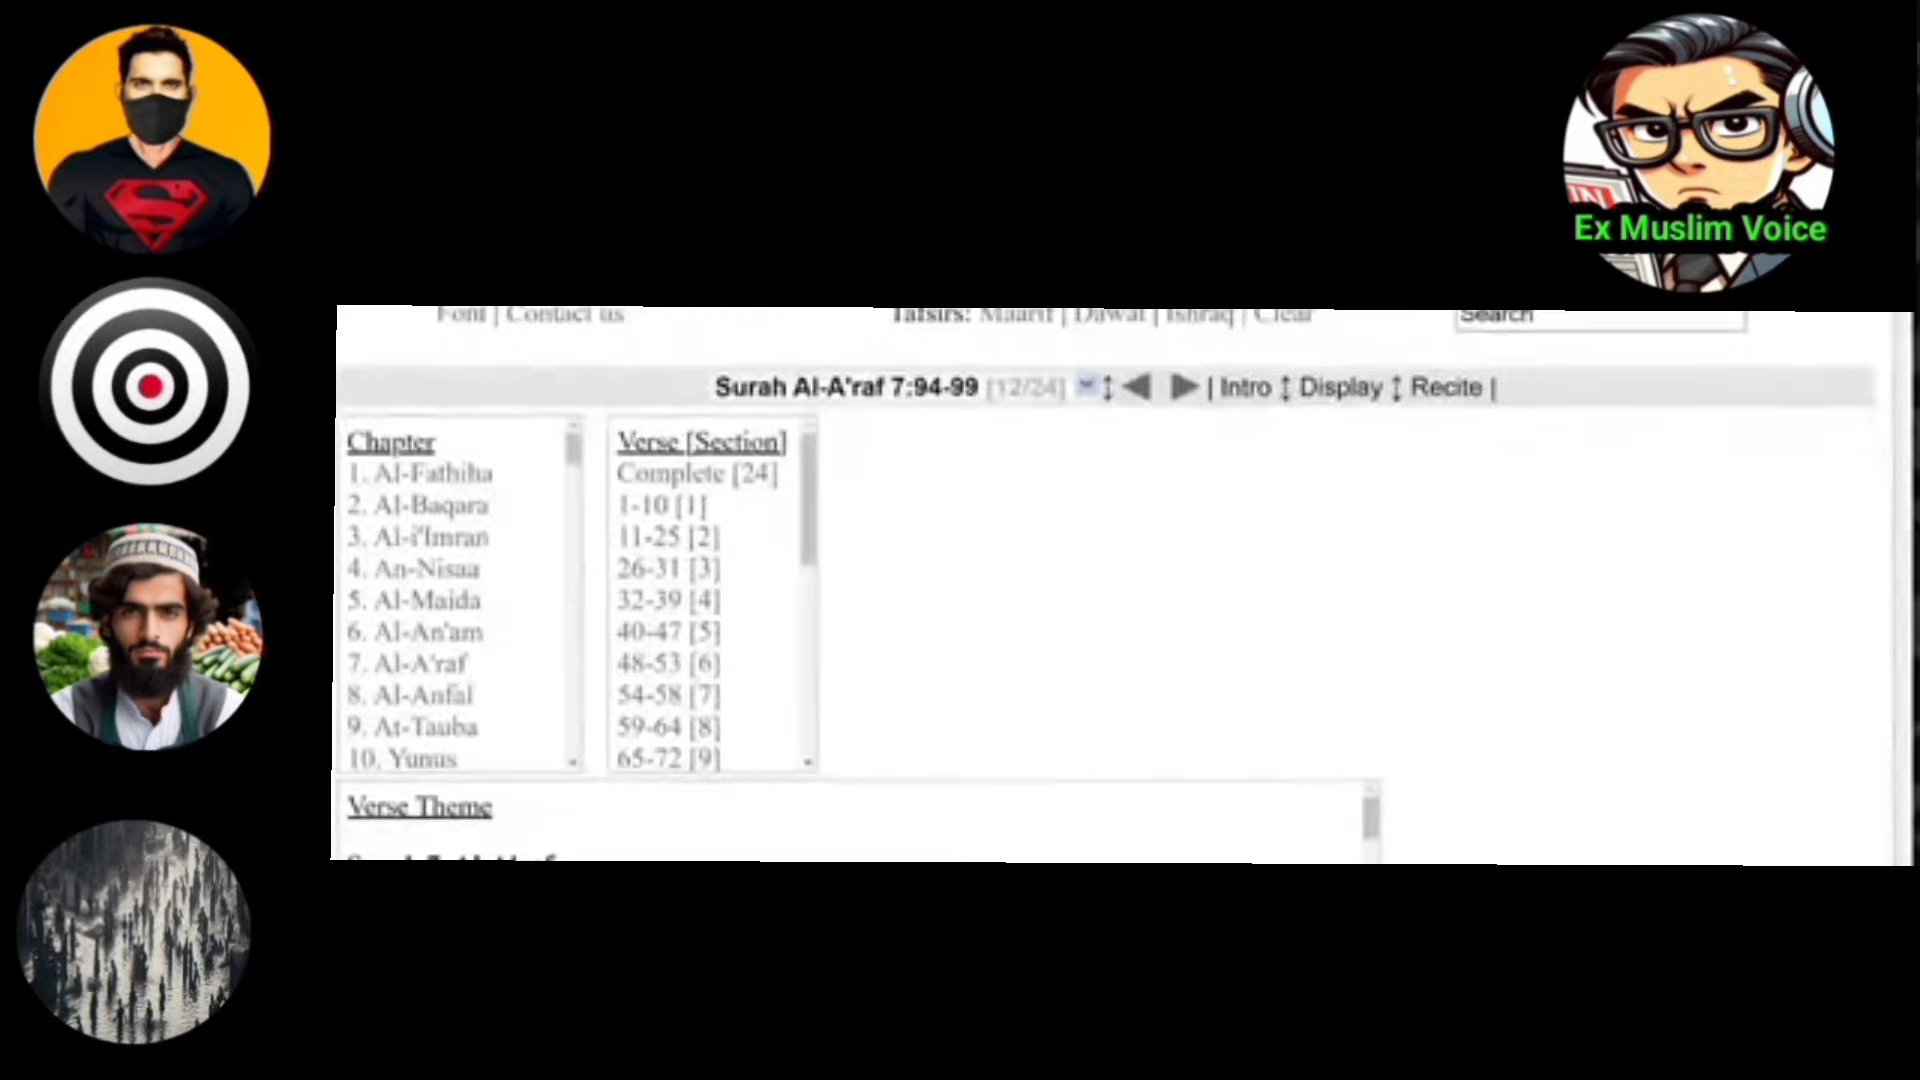 IN
Ex Muslim Voice
Font | Contact us
Tafsirs: Maarif | Dawat | Ishraq | Clear
Search
Surah Al-A'raf 7:94-99 [12/24] ↕ ◀ ▶ | Intro ↕ Display ↕ Recite |
Chapter
1. Al-Fathiha
2. Al-Baqara
3. Al-i'Imran
4. An-Nisaa
5. Al-Maida
6. Al-An'am
7. Al-A'raf
8. Al-Anfal
9. At-Tauba
10. Yunus
Verse [Section]
Complete [24]
1-10 [1]
11-25 [2]
26-31 [3]
32-39 [4]
40-47 [5]
48-53 [6]
54-58 [7]
59-64 [8]
65-72 [9]
Verse Theme